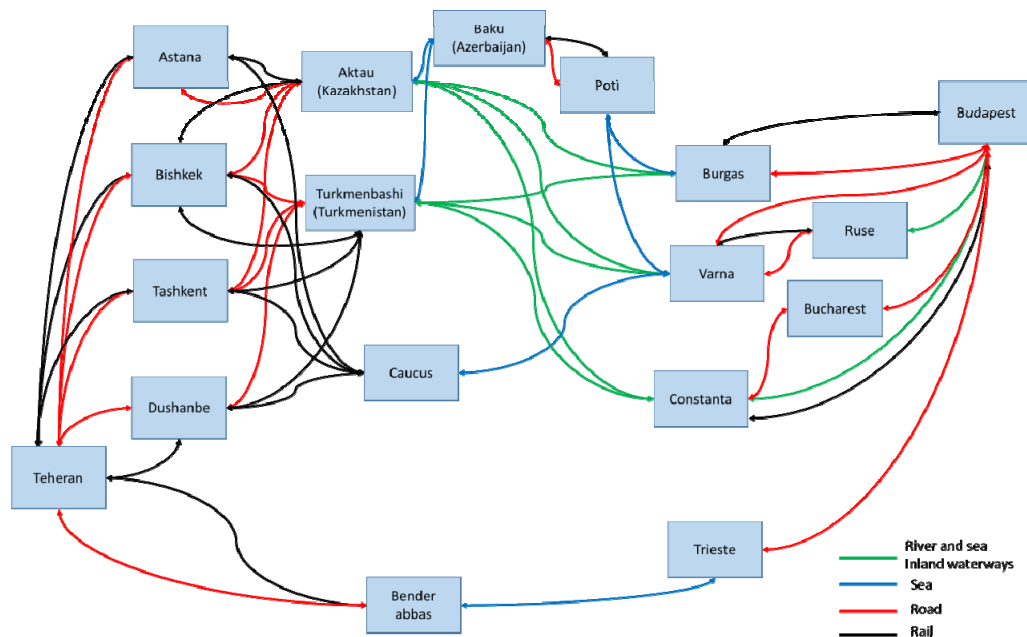 Baku
(Azerbaijan)
Astana
Aktau
(Kazakhstan)
Poti
Budapest
Bishkek
Burgas
Turkmenbashi
(Turkmenistan)
Ruse
Varna
Tashkent
Bucharest
Caucus
Constanta
Dushanbe
Teheran
Trieste
River and sea
Inland waterways
Sea
Bender
abbas
Road
Rail